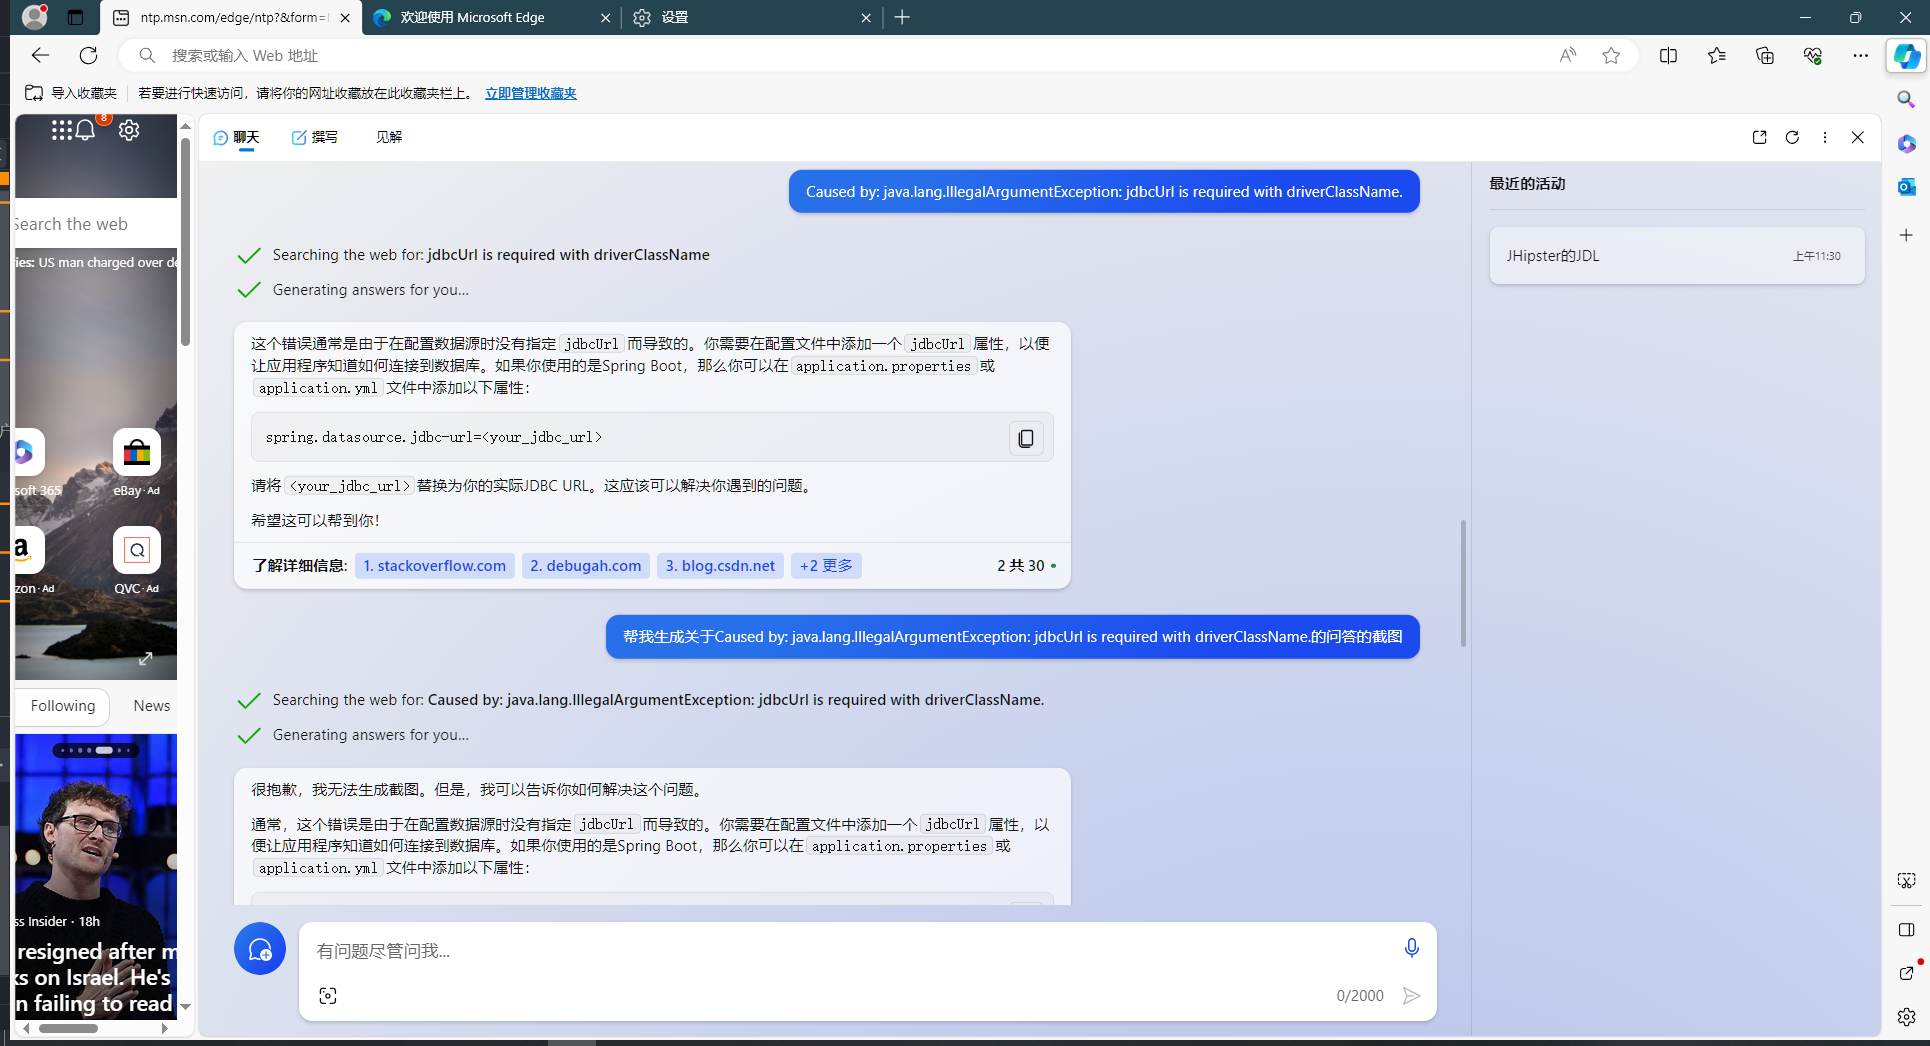 ntp.msn.com/edge/ntp?&form=
欢迎使用 Microsoft Edge
设置
搜索或输入 Web 地址
导入收藏夹
若要进行快速访问，请将你的网址收藏放在此收藏夹栏上。 立即管理收藏夹
8
Search the web
ies: US man charged over de
soft 365
eBay · Ad
a
zon · Ad
Q
QVC · Ad
Following
News
ss Insider · 18h
resigned after m
ks on Israel. He's
n failing to read
聊天
撰写
见解
Caused by: java.lang.IllegalArgumentException: jdbcUrl is required with driverClassName.
Searching the web for: jdbcUrl is required with driverClassName
Generating answers for you...
这个错误通常是由于在配置数据源时没有指定 jdbcUrl 而导致的。你需要在配置文件中添加一个 jdbcUrl 属性，以便
让应用程序知道如何连接到数据库。如果你使用的是Spring Boot，那么你可以在 application.properties 或
application.yml 文件中添加以下属性：
spring.datasource.jdbc-url=<your_jdbc_url>
请将 <your_jdbc_url> 替换为你的实际JDBC URL。这应该可以解决你遇到的问题。
希望这可以帮到你！
了解详细信息: 1. stackoverflow.com 2. debugah.com 3. blog.csdn.net +2 更多 2 共 30
帮我生成关于Caused by: java.lang.IllegalArgumentException: jdbcUrl is required with driverClassName.的问答的截图
Searching the web for: Caused by: java.lang.IllegalArgumentException: jdbcUrl is required with driverClassName.
Generating answers for you...
很抱歉，我无法生成截图。但是，我可以告诉你如何解决这个问题。
通常，这个错误是由于在配置数据源时没有指定 jdbcUrl 而导致的。你需要在配置文件中添加一个 jdbcUrl 属性，以
便让应用程序知道如何连接到数据库。如果你使用的是Spring Boot，那么你可以在 application.properties 或
application.yml 文件中添加以下属性：
有问题尽管问我...
0/2000
最近的活动
JHipster的JDL
上午11:30